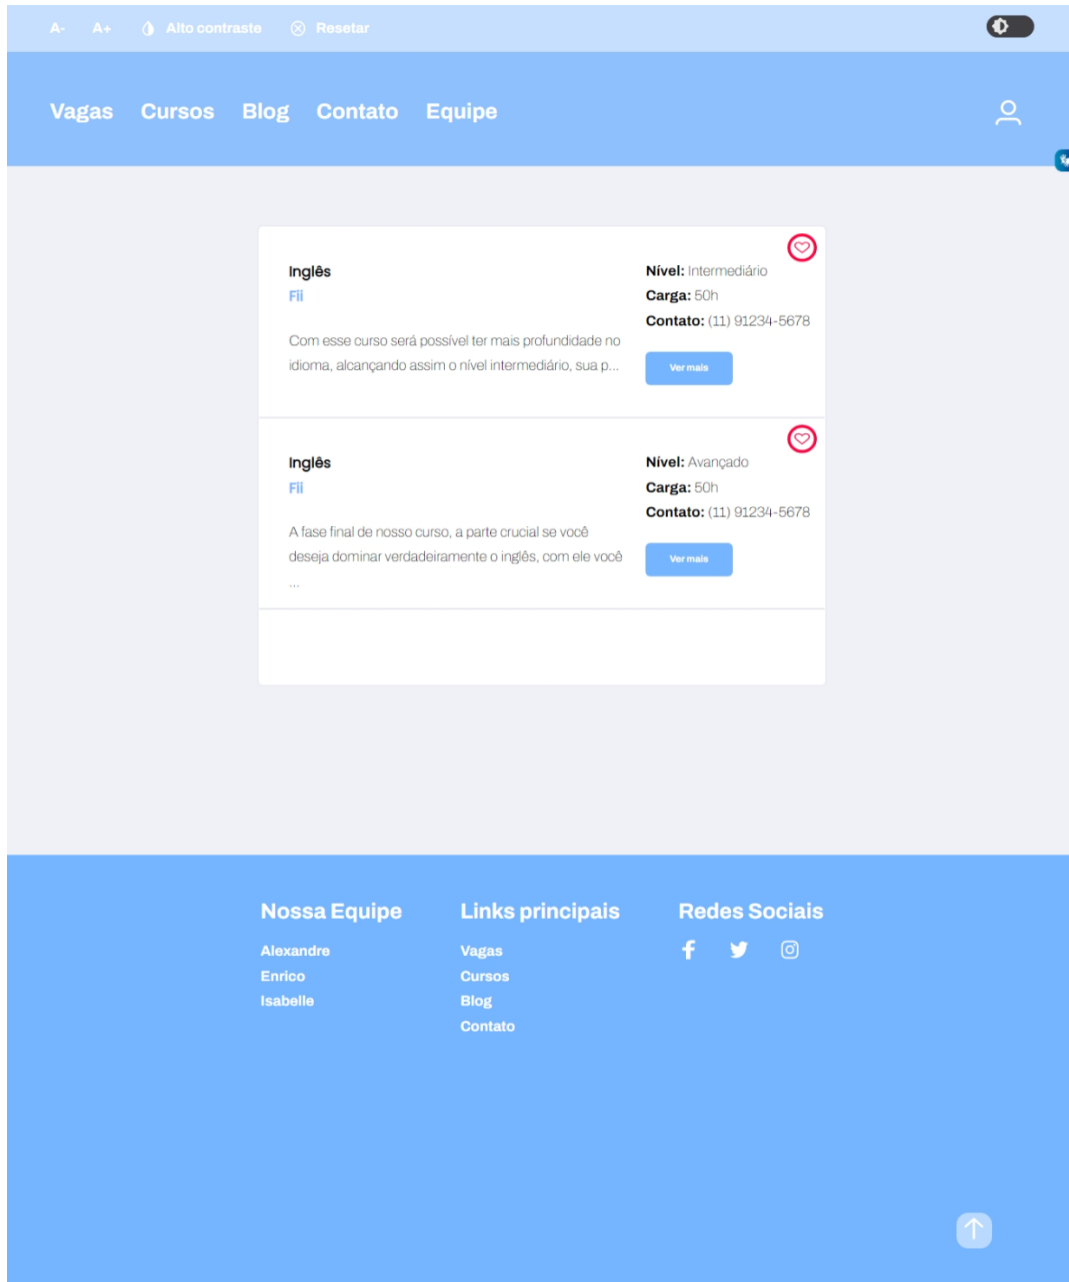 A- A+ Alto contraste Resetar
Vagas Cursos Blog Contato Equipe
Inglês
Fii
Com esse curso será possível ter mais profundidade no
idioma, alcançando assim o nível intermediário, sua p...
Nível: Intermediário
Carga: 50h
Contato: (11) 91234-5678
Ver mais
Inglês
Fii
A fase final de nosso curso, a parte crucial se você
deseja dominar verdadeiramente o inglês, com ele você
...
Nível: Avançado
Carga: 50h
Contato: (11) 91234-5678
Ver mais
Nossa Equipe
Alexandre
Enrico
Isabelle
Links principais
Vagas
Cursos
Blog
Contato
Redes Sociais